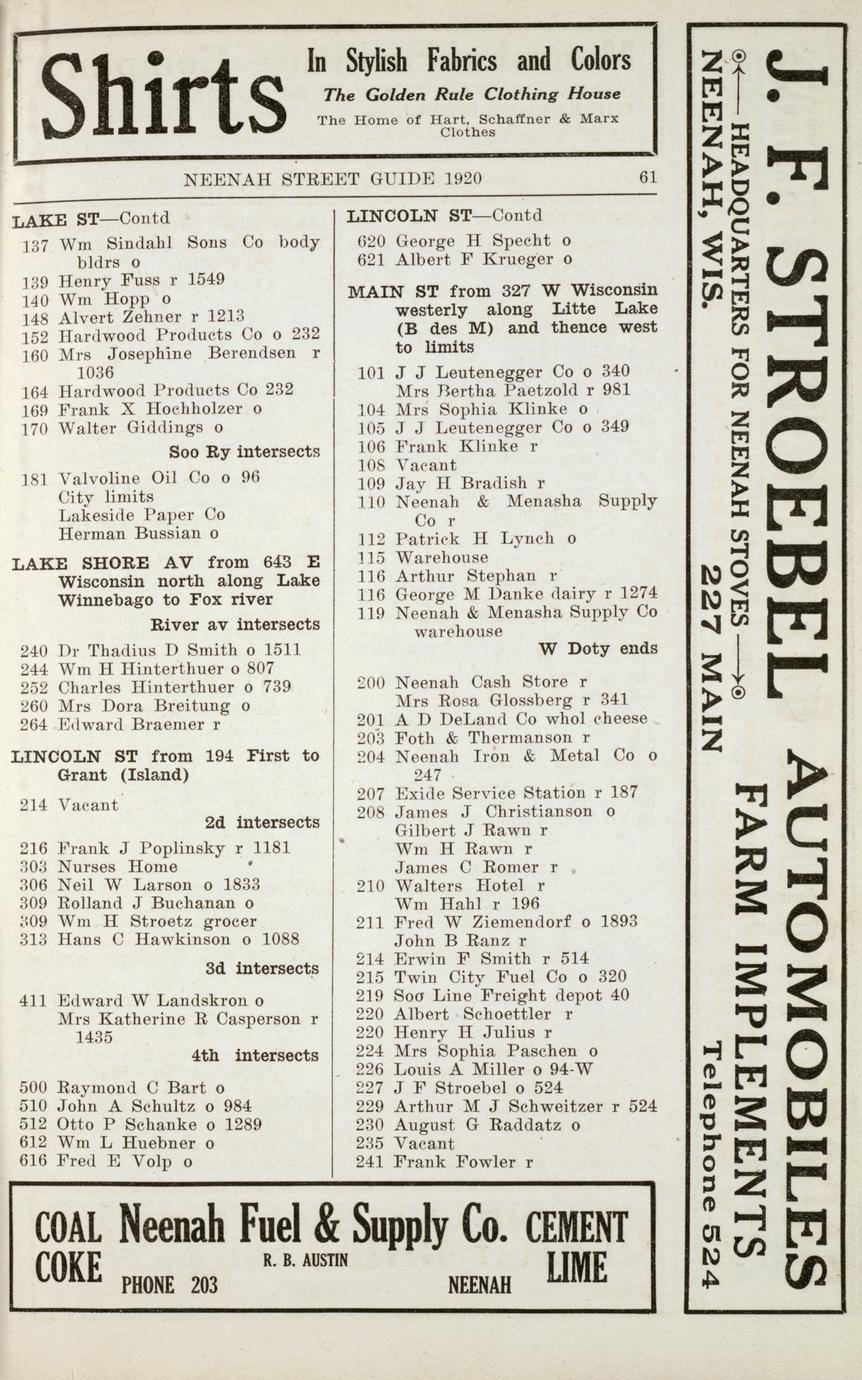 Shirts
In Stylish Fabrics and Colors
The Golden Rule Clothing House
The Home of Hart, Schaffner & Marx
Clothes
NEENAH STREET GUIDE 1920 61
LAKE ST—Contd
137 Wm Sindahl Sons Co body
bldrs o
139 Henry Fuss r 1549
140 Wm Hopp o
148 Alvert Zehner r 1213
152 Hardwood Products Co o 232
160 Mrs Josephine Berendsen r
1036
164 Hardwood Products Co 232
169 Frank X Hochholzer o
170 Walter Giddings o
Soo Ry intersects
181 Valvoline Oil Co o 96
City limits
Lakeside Paper Co
Herman Bussian o
LAKE SHORE AV from 643 E
Wisconsin north along Lake
Winnebago to Fox river
River av intersects
240 Dr Thadius D Smith o 1511
244 Wm H Hinterthuer o 807
252 Charles Hinterthuer o 739
260 Mrs Dora Breitung o
264 Edward Braemer r
LINCOLN ST from 194 First to
Grant (Island)
214 Vacant
2d intersects
216 Frank J Poplinsky r 1181
303 Nurses Home
306 Neil W Larson o 1833
309 Rolland J Buchanan o
309 Wm H Stroetz grocer
313 Hans C Hawkinson o 1088
3d intersects
411 Edward W Landskron o
Mrs Katherine R Casperson r
1435
4th intersects
500 Raymond C Bart o
510 John A Schultz o 984
512 Otto P Schanke o 1289
612 Wm L Huebner o
616 Fred E Volp o
LINCOLN ST—Contd
620 George H Specht o
621 Albert F Krueger o
MAIN ST from 327 W Wisconsin
westerly along Litte Lake
(B des M) and thence west
to limits
101 J J Leutenegger Co o 340
Mrs Bertha Paetzold r 981
104 Mrs Sophia Klinke o
105 J J Leutenegger Co o 349
106 Frank Klinke r
108 Vacant
109 Jay H Bradish r
110 Neenah & Menasha Supply
Co r
112 Patrick H Lynch o
115 Warehouse
116 Arthur Stephan r
116 George M Danke dairy r 1274
119 Neenah & Menasha Supply Co
warehouse
W Doty ends
200 Neenah Cash Store r
Mrs Rosa Glossberg r 341
201 A D DeLand Co whol cheese
203 Foth & Thermanson r
204 Neenah Iron & Metal Co o
247
207 Exide Service Station r 187
208 James J Christianson o
Gilbert J Rawn r
Wm H Rawn r
James C Romer r
210 Walters Hotel r
Wm Hahl r 196
211 Fred W Ziemendorf o 1893
John B Ranz r
214 Erwin F Smith r 514
215 Twin City Fuel Co o 320
219 Soo Line Freight depot 40
220 Albert Schoettler r
220 Henry H Julius r
224 Mrs Sophia Paschen o
226 Louis A Miller o 94-W
227 J F Stroebel o 524
229 Arthur M J Schweitzer r 524
230 August G Raddatz o
235 Vacant
241 Frank Fowler r
COAL Neenah Fuel & Supply Co. CEMENT
COKE R. B. AUSTIN LIME
PHONE 203 NEENAH
J. F. STROEBEL AUTOMOBILES
FARM IMPLEMENTS
HEADQUARTERS FOR NEENAH STOVES
NEENAH, WIS. 227 MAIN Telephone 524